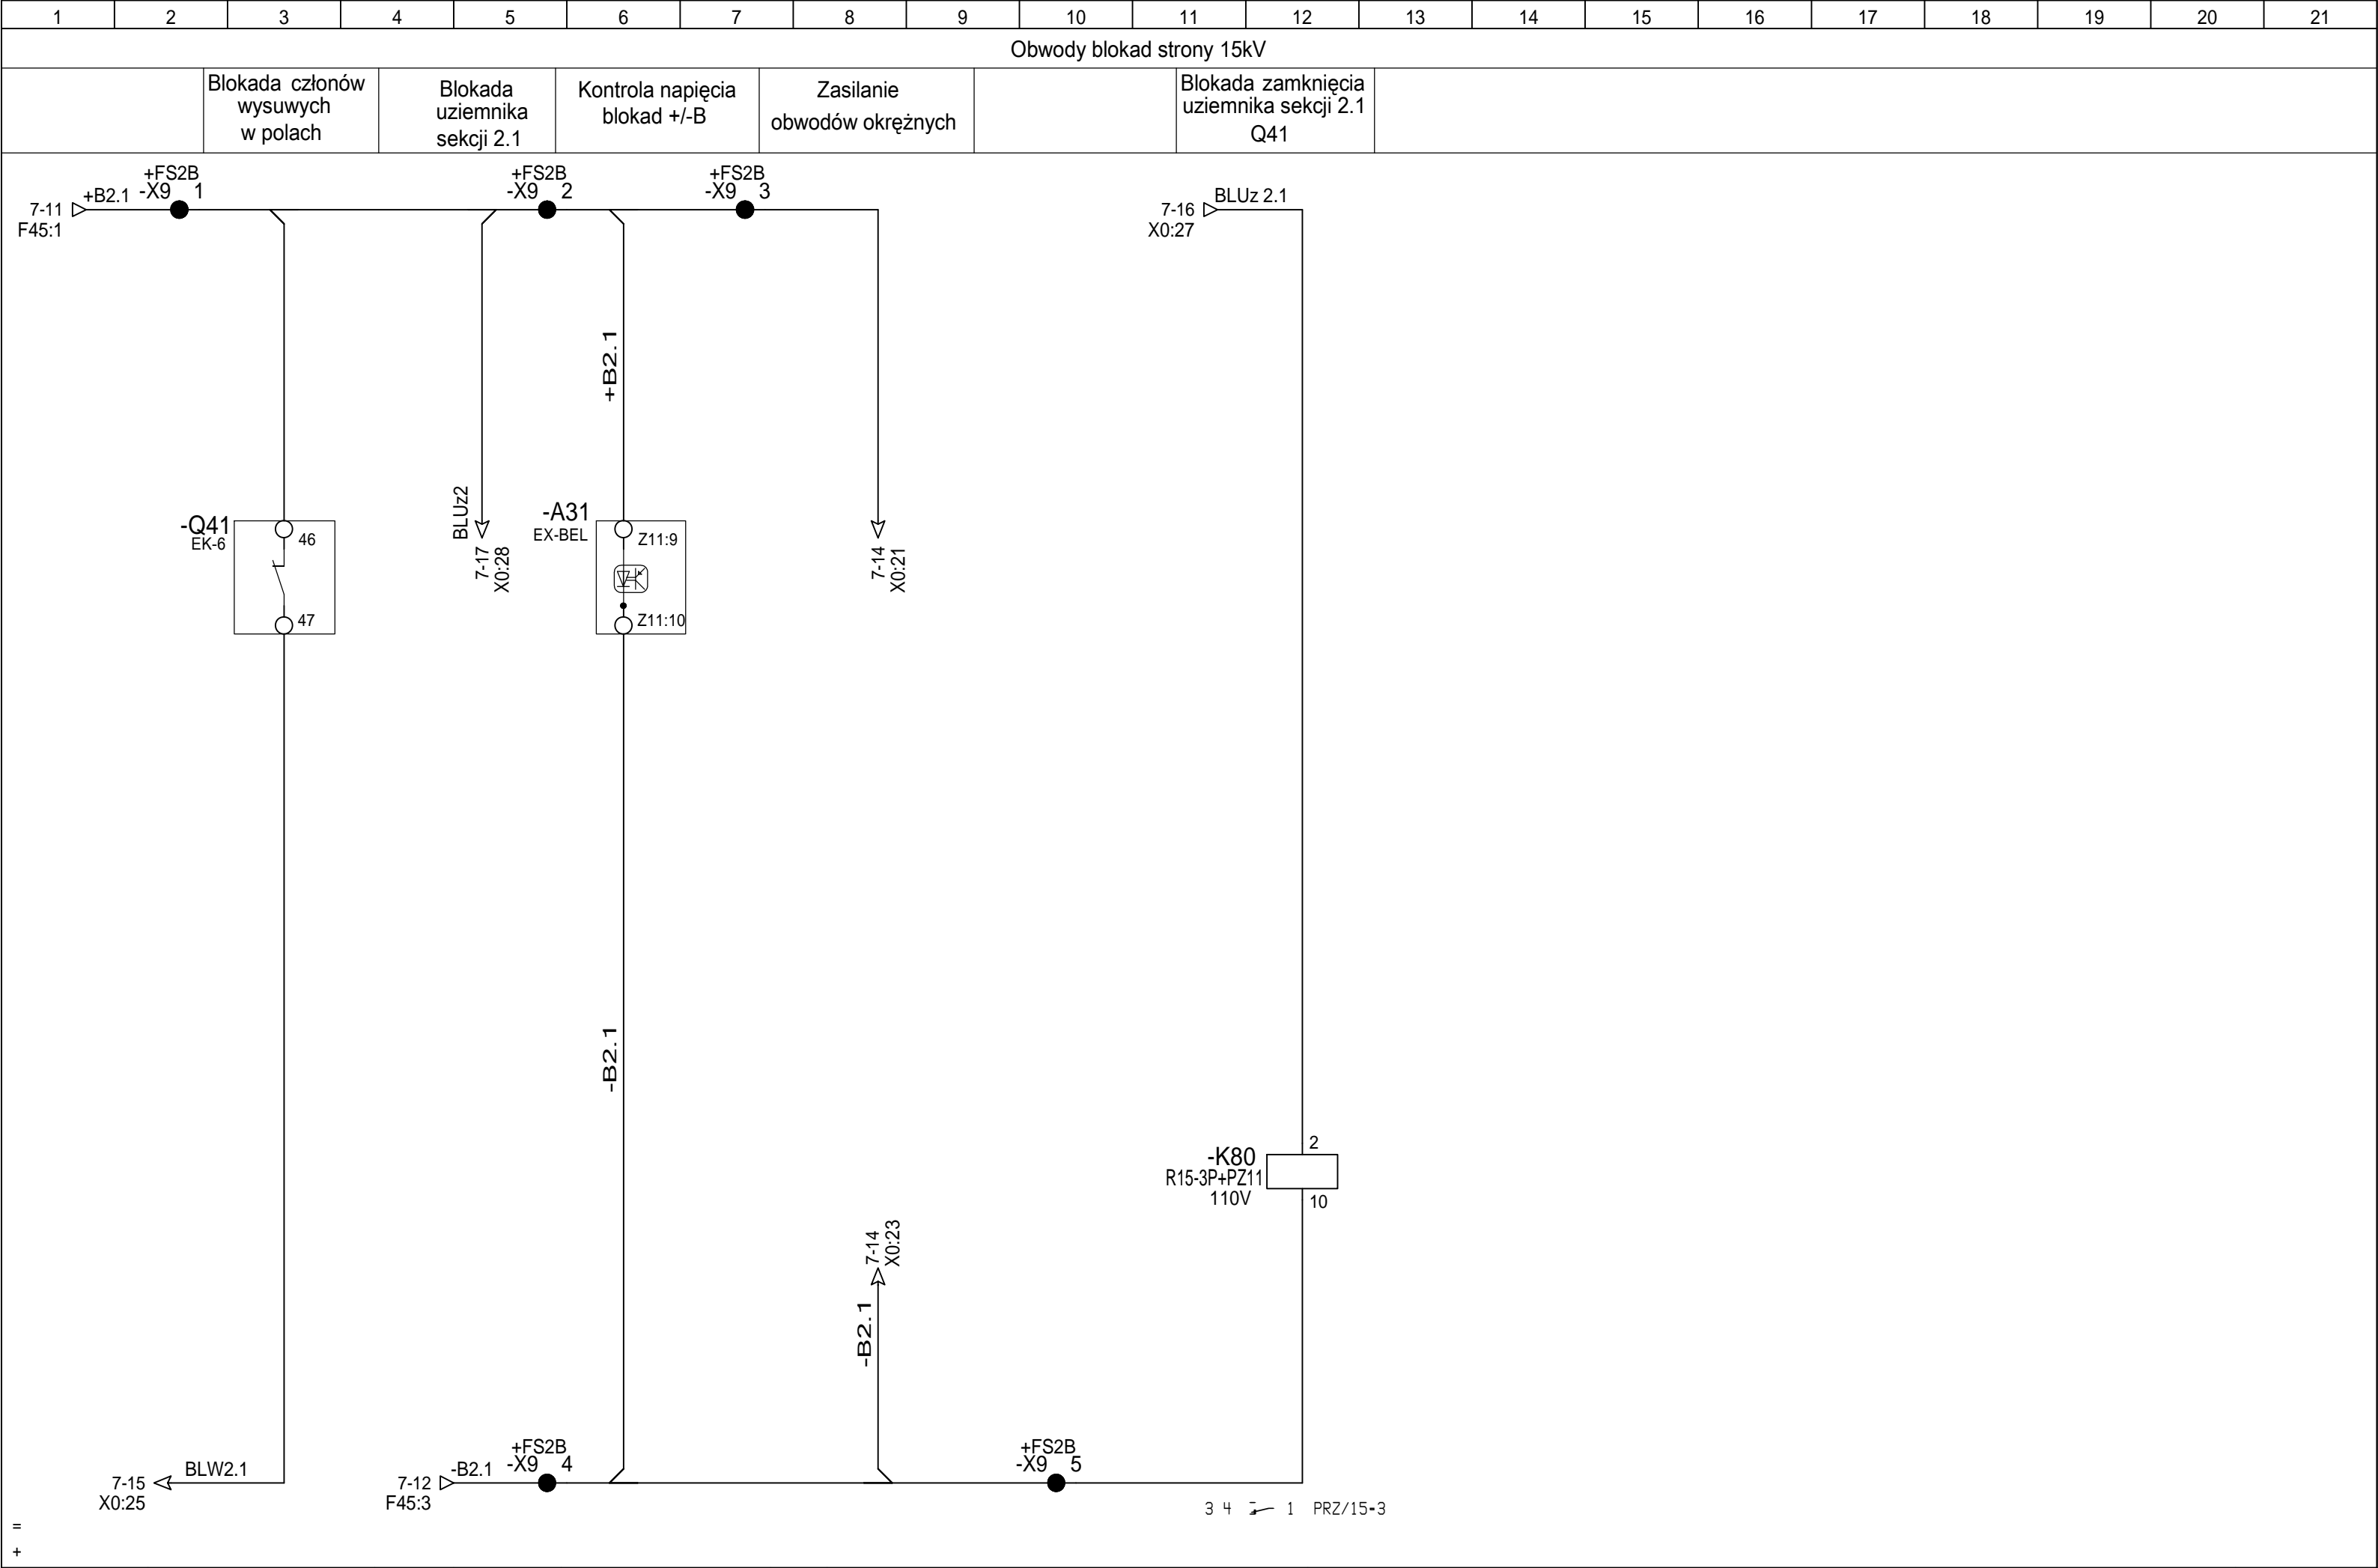 1 2 3 4 5 6 7 8 9 10 11 12 13 14 15 16 17 18 19 20 21
Obwody blokad strony 15kV
Blokada członów
wysuwych
w polach
Blokada
uziemnika
sekcji 2.1
Kontrola napięcia
blokad +/-B
Zasilanie
obwodów okrężnych
Blokada zamknięcia
uziemnika sekcji 2.1
Q41
7-11
F45:1
+B2.1
+FS2B
-X9 1
+FS2B
-X9 2
+FS2B
-X9 3
7-16
X0:27
BLUz 2.1
+B2.1
-Q41
EK-6
46
47
BLUz2
7-17
X0:28
-A31
EX-BEL
Z11:9
Z11:10
7-14
X0:21
-B2.1
-K80
R15-3P+PZ11
110V
2
10
7-14
X0:23
-B2.1
7-15
X0:25
BLW2.1
7-12
F45:3
-B2.1
+FS2B
-X9 4
+FS2B
-X9 5
3 4 1 PRZ/15-3
=
+